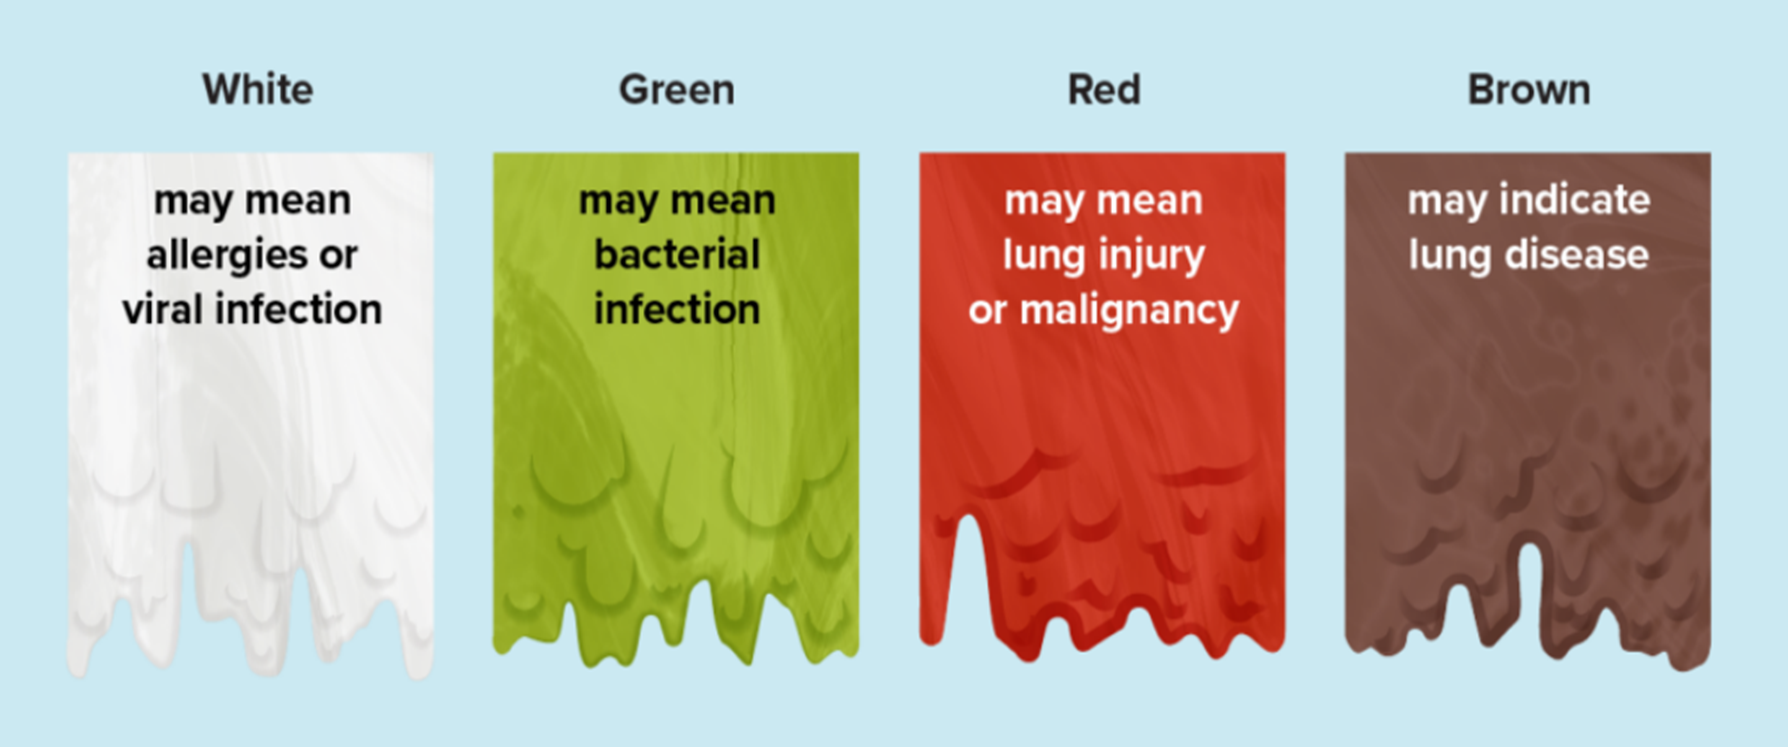 White
may mean
allergies or
viral infection
Green
may mean
bacterial
infection
Red
may mean
lung injury
or malignancy
Brown
may indicate
lung disease